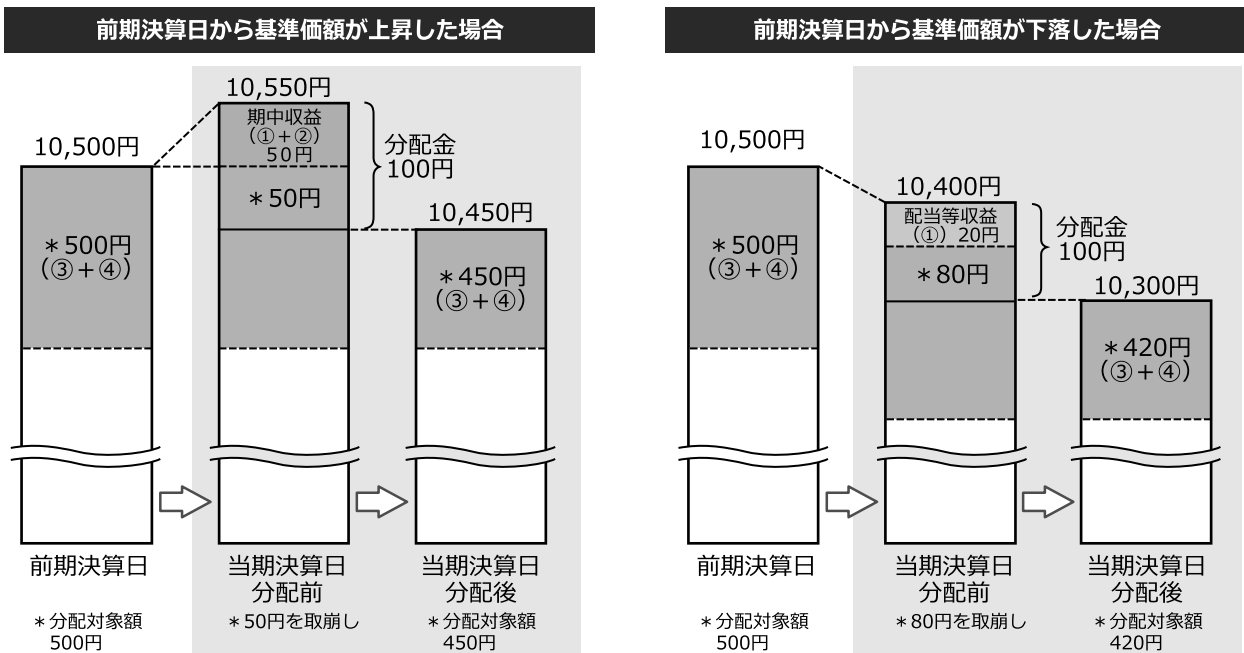 前期決算日から基準価額が上昇した場合
10,500円
＊500円
（③＋④）
10,550円
期中収益
（①＋②）
50円
＊50円
分配金
100円
10,450円
＊450円
（③＋④）
前期決算日
当期決算日
分配前
当期決算日
分配後
＊分配対象額
500円
＊50円を取崩し
＊分配対象額
450円
前期決算日から基準価額が下落した場合
10,500円
＊500円
（③＋④）
10,400円
配当等収益
（①）20円
＊80円
分配金
100円
10,300円
＊420円
（③＋④）
前期決算日
当期決算日
分配前
当期決算日
分配後
＊分配対象額
500円
＊80円を取崩し
＊分配対象額
420円